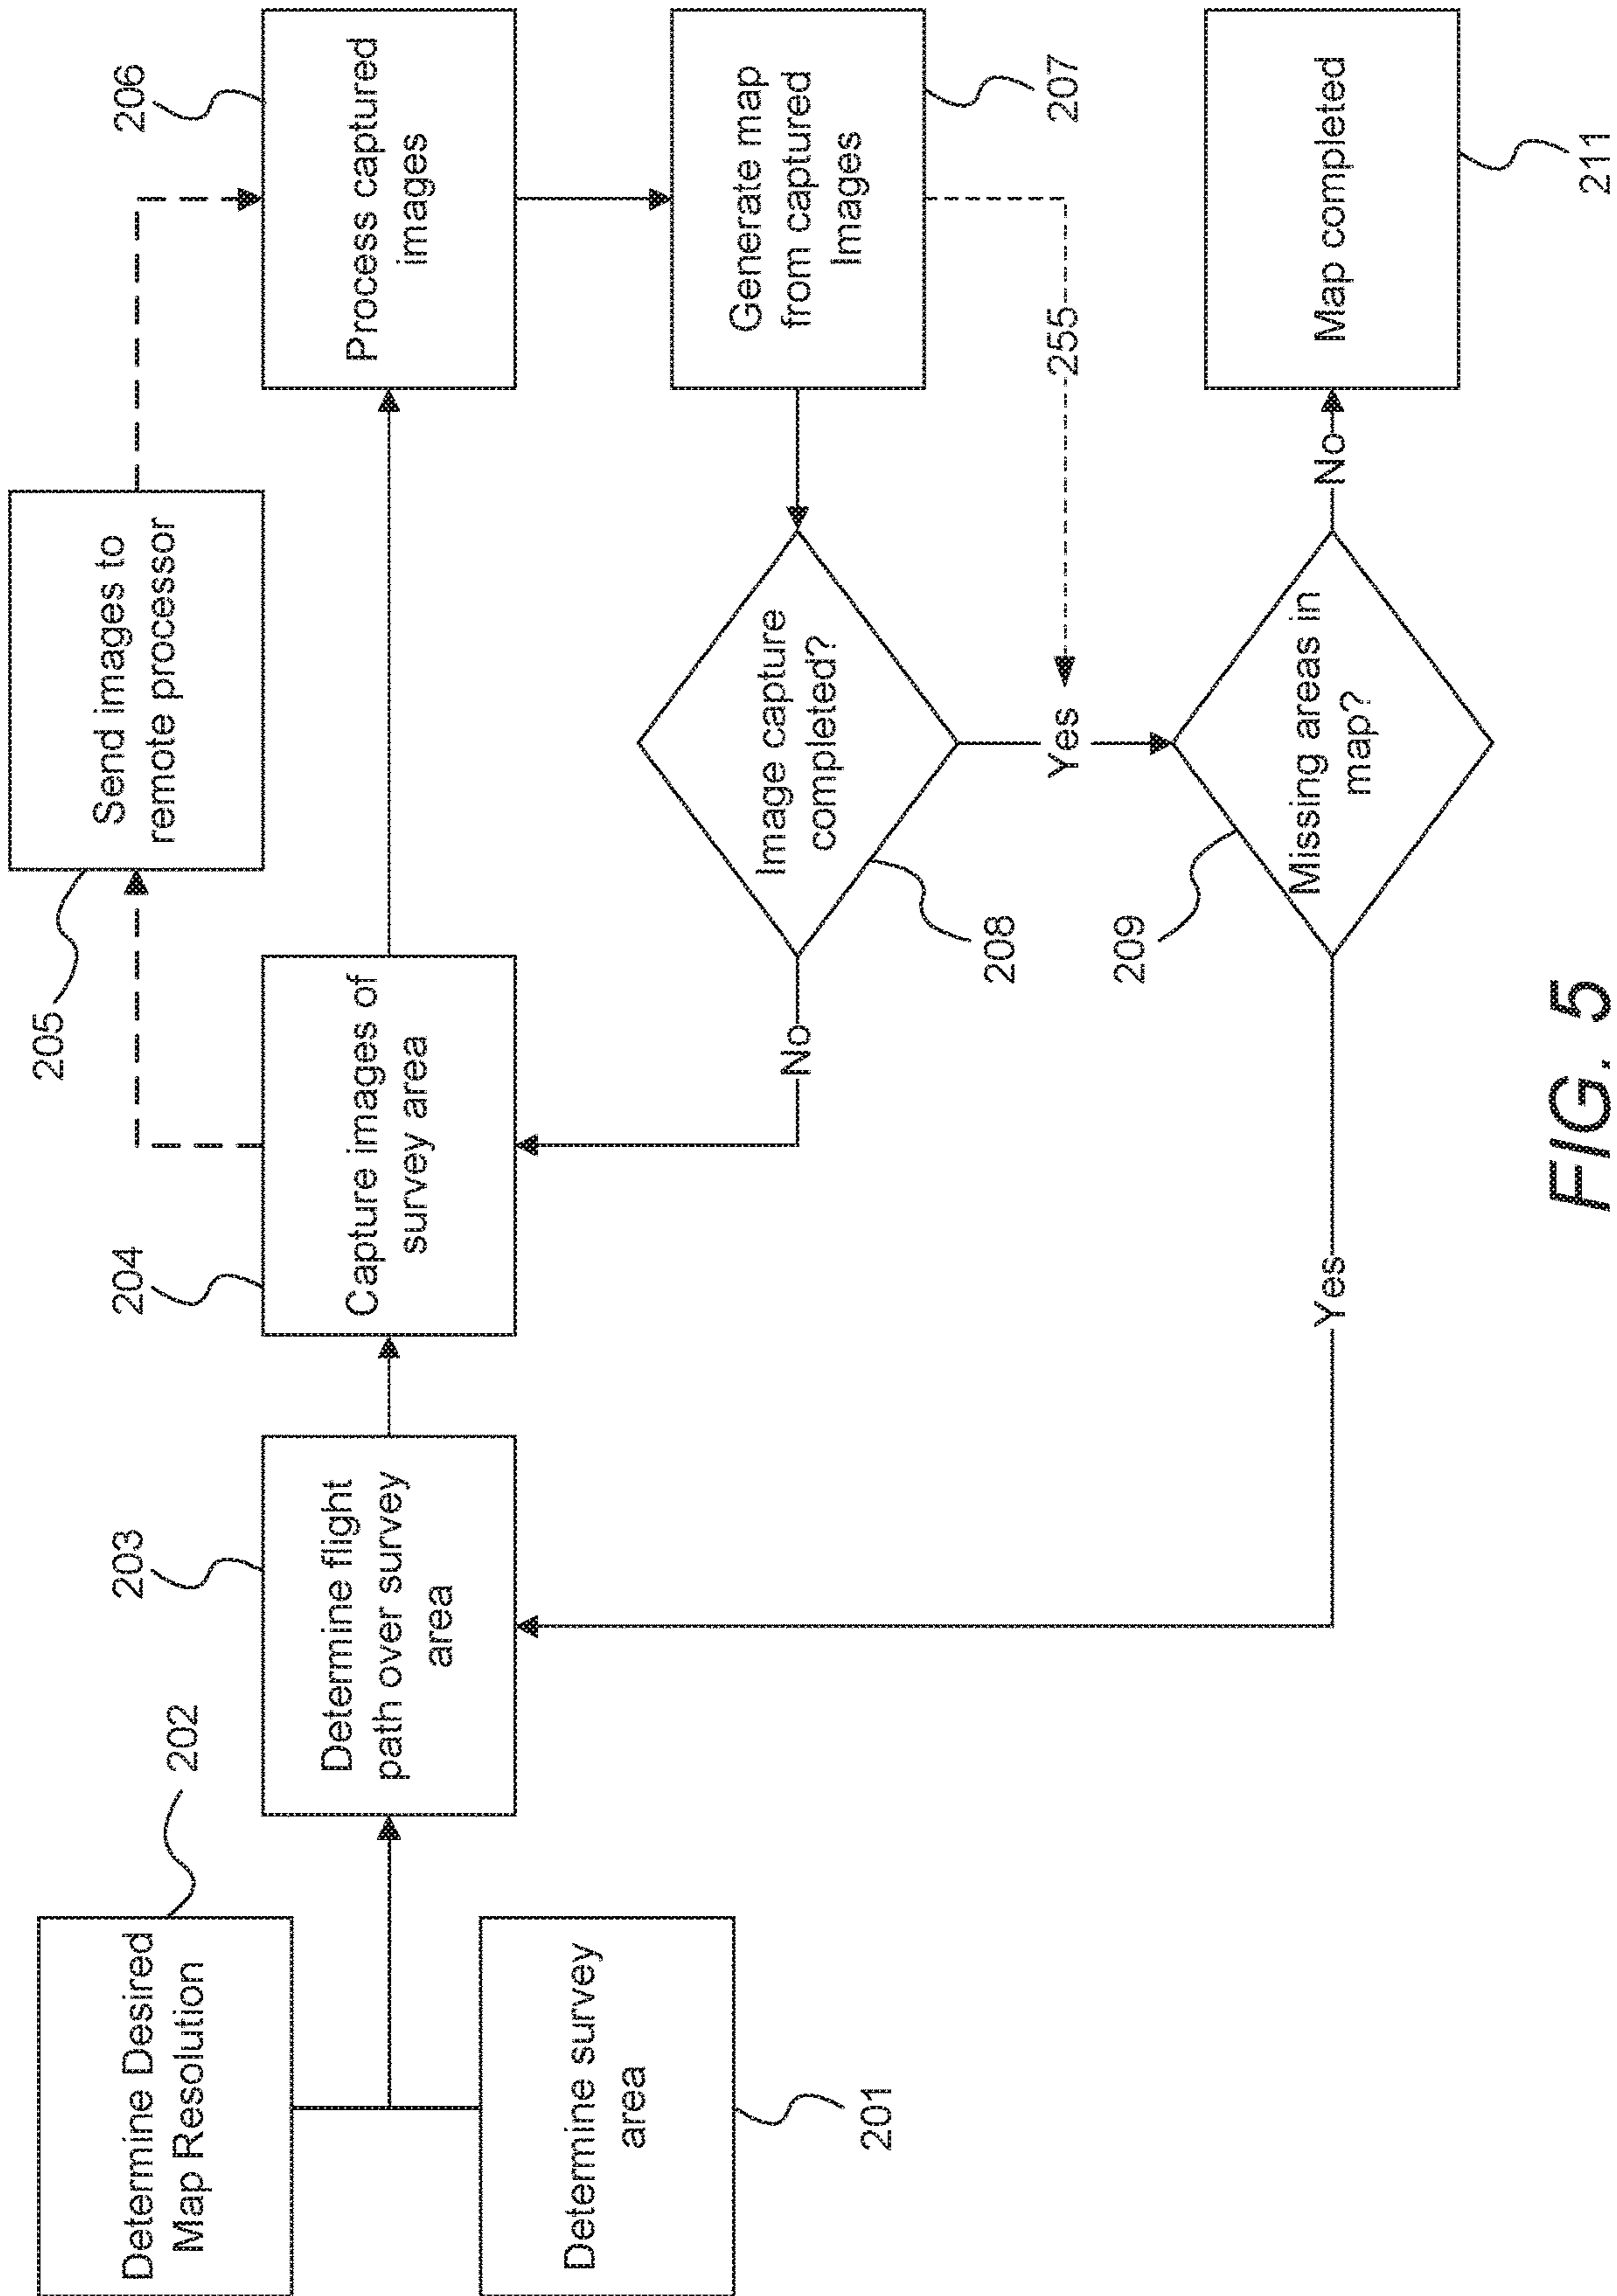 Determine Desired
Map Resolution
202
Determine survey
area
201
203
Determine flight
path over survey
area
204
Capture images of
survey area
205
Send images to
remote processor
206
Process captured
images
Generate map
from captured
Images
207
255
Image capture
completed?
208
No
Yes
209
Missing areas in
map?
Yes
No
Map completed
211
FIG. 5